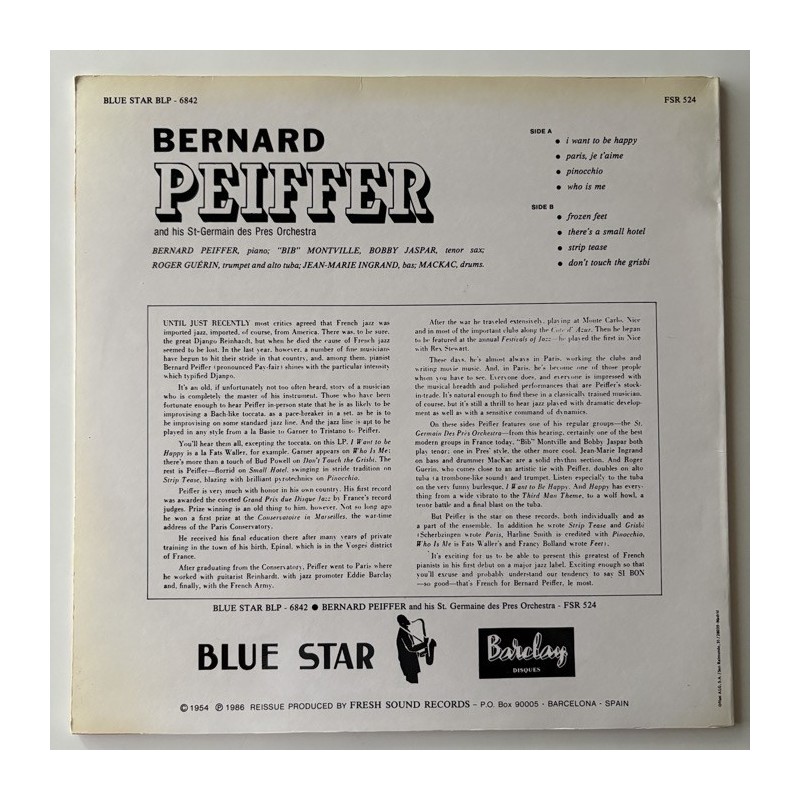 BLUE STAR BLP - 6842
FSR 524
BERNARD
PEIFFER
and his St-Germain des Pres Orchestra
BERNARD PEIFFER, piano; "BIB" MONTVILLE, BOBBY JASPAR, tenor sax;
ROGER GUÉRIN, trumpet and alto tuba; JEAN-MARIE INGRAND, bas; MACKAC, drums.
SIDE A
● i want to be happy
● paris, je t'aime
● pinocchio
● who is me
SIDE B
● frozen feet
● there's a small hotel
● strip tease
● don't touch the grisbi
UNTIL JUST RECENTLY most critics agreed that French jazz was
imported jazz, imported, of course, from America. There was, to be sure,
the great Django Reinhardt, but when he died the cause of French jazz
seemed to be lost. In the last year, however, a number of fine musicians
have begun to hit their stride in that country, and, among them, pianist
Bernard Peiffer (pronounced Pay-fair) shines with the particular intensity
which typified Django.
It's an old, if unfortunately not too often heard, story of a musician
who is completely the master of his instrument. Those who have been
fortunate enough to hear Peiffer in-person state that he is as likely to be
improvising a Bach-like toccata, as a pace-breaker in a set, as he is to
be improvising on some standard jazz line. And the jazz line is apt to be
played in any style from a la Basie to Garner to Tristano to Peiffer.
You'll hear them all, excepting the toccata, on this LP. I Want to be
Happy is a la Fats Waller, for example. Garner appears on Who Is Me;
there's more than a touch of Bud Powell on Don't Touch the Grisbi. The
rest is Peiffer—florrid on Small Hotel, swinging in stride tradition on
Strip Tease, blazing with brilliant pyrotechnics on Pinocchio.
Peiffer is very much with honor in his own country. His first record
was awarded the coveted Grand Prix due Disque Jazz by France's record
judges. Prize winning is an old thing to him, however. Not so long ago
he won a first prize at the Conservatoire in Marseilles, the war-time
address of the Paris Conservatory.
He received his final education there after many years of private
training in the town of his birth, Epinal, which is in the Vosges district
of France.
After graduating from the Conservatory, Peiffer went to Paris where
he worked with guitarist Reinhardt, with jazz promoter Eddie Barclay
and, finally, with the French Army.
After the war he traveled extensively, playing at Monte Carlo, Nice
and in most of the important clubs along the Cote d' Azur. Then he began
to be featured at the annual Festivals of Jazz—he played the first in Nice
with Rex Stewart.
These days, he's almost always in Paris, working the clubs and
writing movie music. And, in Paris, he's become one of those people
whom you have to see. Everyone does, and everyone is impressed with
the musical breadth and polished performances that are Peiffer's stock-
in-trade. It's natural enough to find these in a classically trained musician,
of course, but it's still a thrill to hear jazz played with dramatic develop-
ment as well as with a sensitive command of dynamics.
On these sides Peiffer features one of his regular groups—the St.
Germain Des Prés Orchestra—from this hearing, certainly one of the best
modern groups in France today. "Bib" Montville and Bobby Jaspar both
play tenor; one in Pres' style, the other more cool. Jean-Marie Ingrand
on bass and drummer MacKac are a solid rhythm section. And Roger
Guerin, who comes close to an artistic tie with Peiffer, doubles on alto
tuba (a trombone-like sound) and trumpet. Listen especially to the tuba
on the very funny burlesque, I Want to Be Happy. And Happy has every-
thing from a wide vibrato to the Third Man Theme, to a wolf howl, a
tenor battle and a final blast on the tuba.
But Peiffer is the star on these records, both individually and as
a part of the ensemble. In addition he wrote Strip Tease and Grisbi
(Scherbzingen wrote Paris, Harline Smith is credited with Pinocchio,
Who Is Me is Fats Waller's and Francy Bolland wrote Feet).
It's exciting for us to be able to present this greatest of French
pianists in his first debut on a major jazz label. Exciting enough so that
you'll excuse and probably understand our tendency to say SI BON
—so good—that's French for Bernard Peiffer, le most.
BLUE STAR BLP - 6842 ● BERNARD PEIFFER and his St. Germaine des Pres Orchestra - FSR 524
BLUE STAR
Barclay
DISQUES
© 1954 ℗ 1986 REISSUE PRODUCED BY FRESH SOUND RECORDS - P.O. Box 90005 - BARCELONA - SPAIN